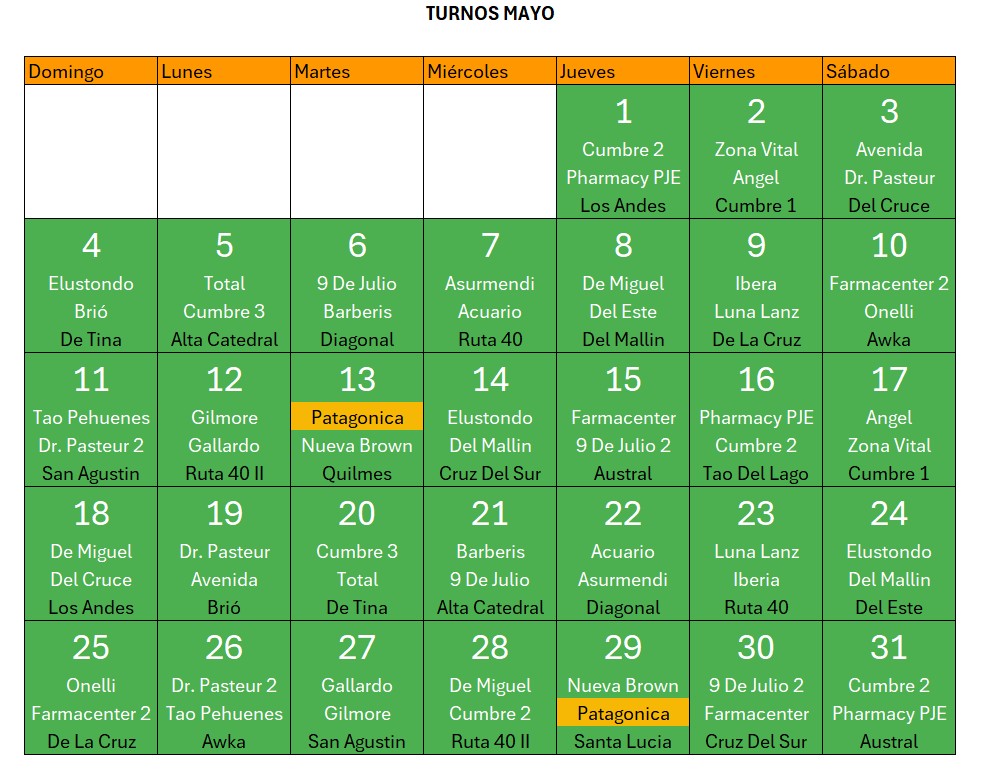 TURNOS MAYO
Domingo Lunes Martes Miércoles Jueves Viernes Sábado
1 2 3
Cumbre 2 Zona Vital Avenida
Pharmacy PJE Angel Dr. Pasteur
Los Andes Cumbre 1 Del Cruce
4 5 6 7 8 9 10
Elustondo Total 9 De Julio Asurmendi De Miguel Ibera Farmacenter 2
Brió Cumbre 3 Barberis Acuario Del Este Luna Lanz Onelli
De Tina Alta Catedral Diagonal Ruta 40 Del Mallin De La Cruz Awka
11 12 13 14 15 16 17
Tao Pehuenes Gilmore Patagonica Elustondo Farmacenter Pharmacy PJE Angel
Dr. Pasteur 2 Gallardo Nueva Brown Del Mallin 9 De Julio 2 Cumbre 2 Zona Vital
San Agustin Ruta 40 II Quilmes Cruz Del Sur Austral Tao Del Lago Cumbre 1
18 19 20 21 22 23 24
De Miguel Dr. Pasteur Cumbre 3 Barberis Acuario Luna Lanz Elustondo
Del Cruce Avenida Total 9 De Julio Asurmendi Iberia Del Mallin
Los Andes Brió De Tina Alta Catedral Diagonal Ruta 40 Del Este
25 26 27 28 29 30 31
Onelli Dr. Pasteur 2 Gallardo De Miguel Nueva Brown 9 De Julio 2 Cumbre 2
Farmacenter 2 Tao Pehuenes Gilmore Cumbre 2 Patagonica Farmacenter Pharmacy PJE
De La Cruz Awka San Agustin Ruta 40 II Santa Lucia Cruz Del Sur Austral